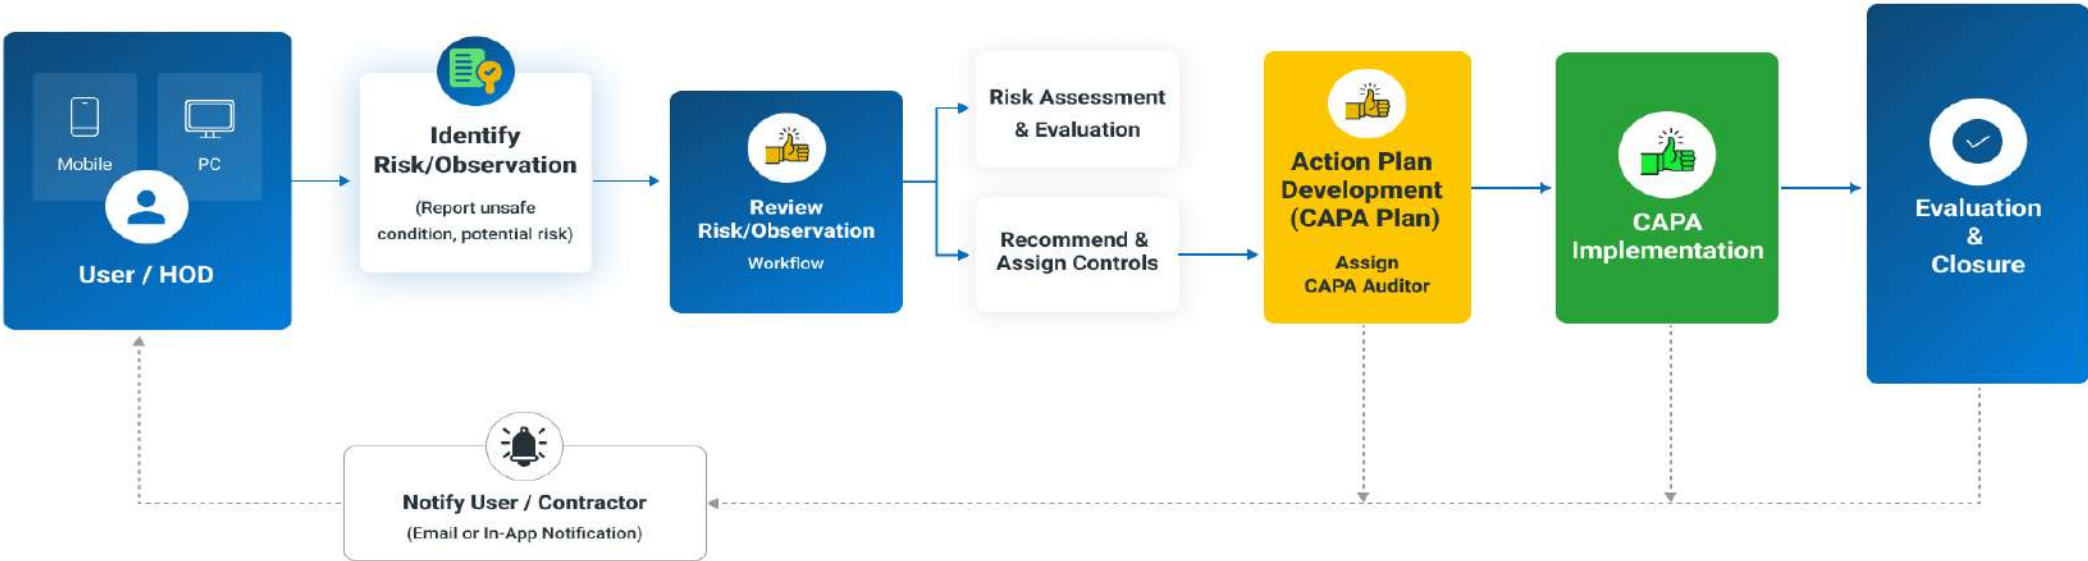 Mobile
PC
User / HOD
Identify
Risk/Observation
(Report unsafe
condition, potential risk)
Review
Risk/Observation
Workflow
Risk Assessment
& Evaluation
Recommend &
Assign Controls
Action Plan
Development
(CAPA Plan)
Assign
CAPA Auditor
CAPA
Implementation
Evaluation
&
Closure
Notify User / Contractor
(Email or In-App Notification)